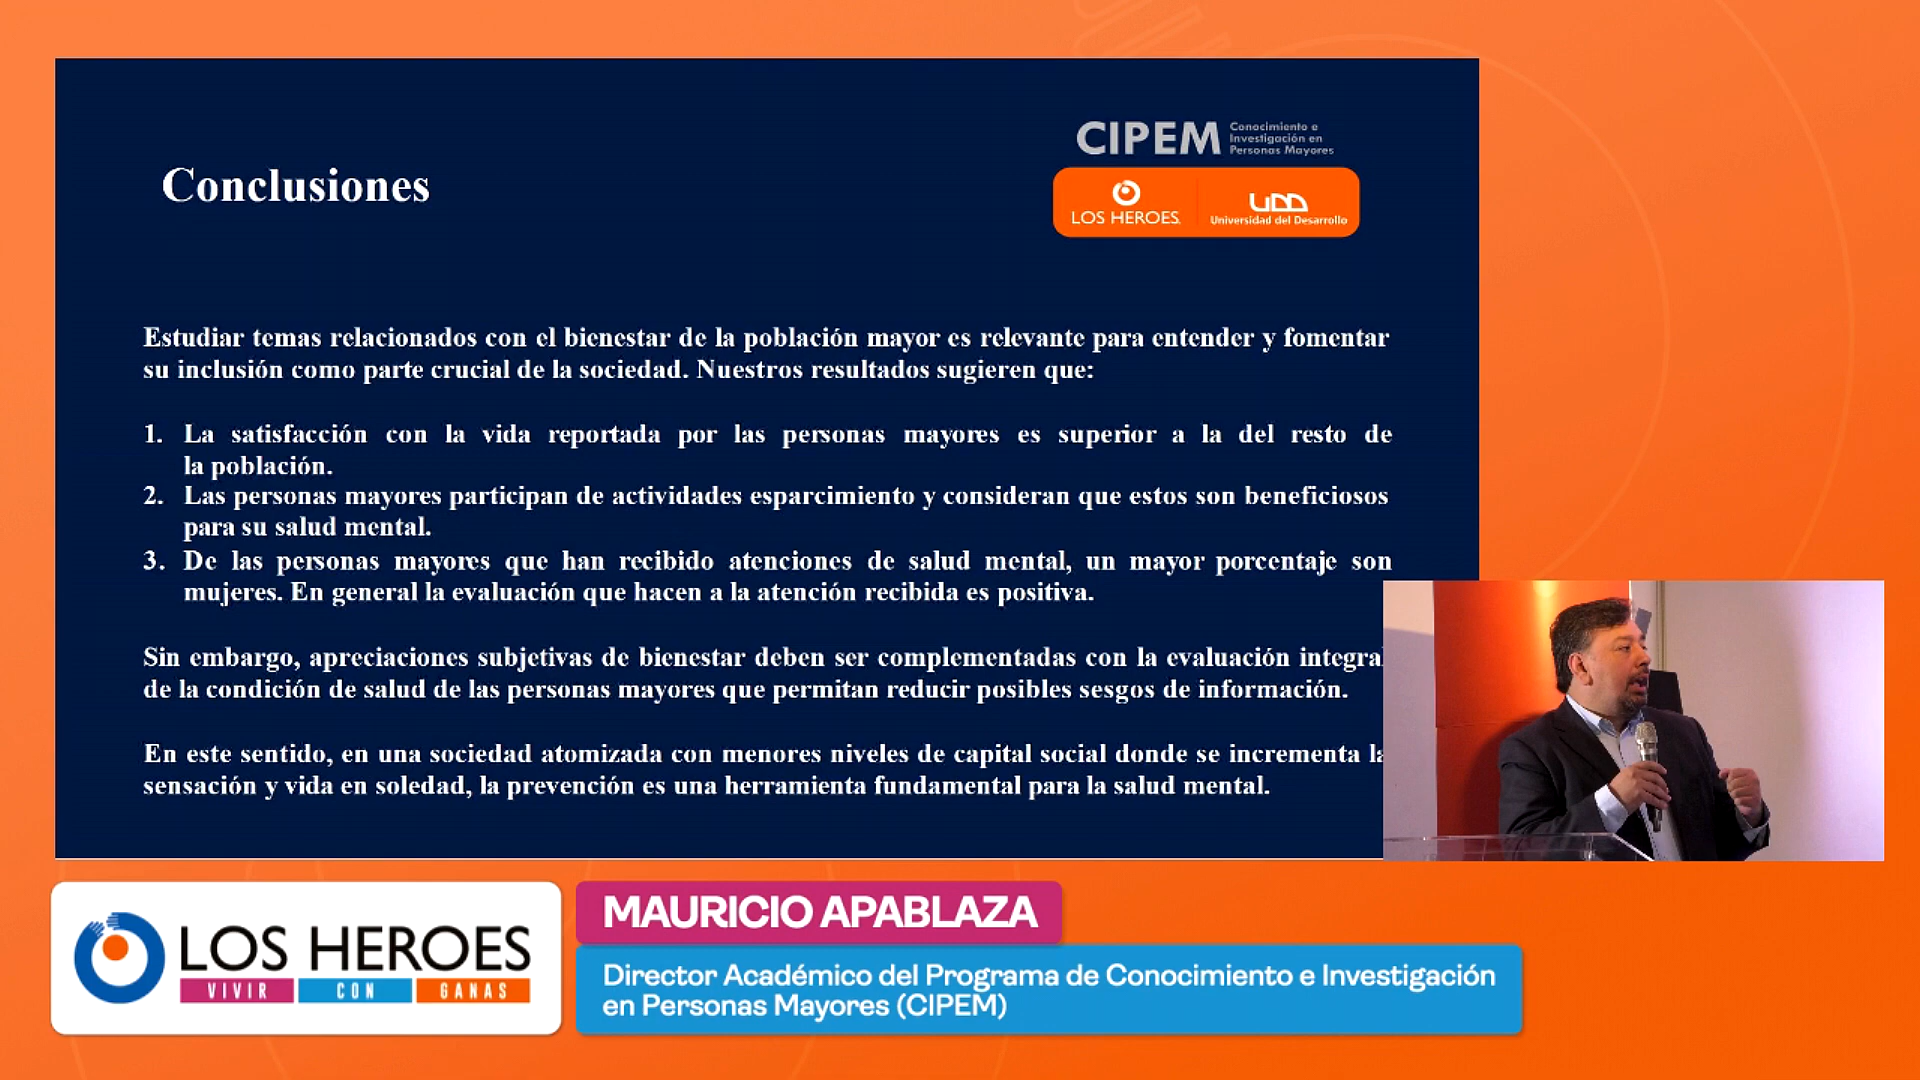 CIPEM
Conocimiento e
Investigación en
Personas Mayores
Conclusiones
LOS HEROES
UDD
Universidad del Desarrollo
Estudiar temas relacionados con el bienestar de la población mayor es relevante para entender y fomentar
su inclusión como parte crucial de la sociedad. Nuestros resultados sugieren que:
1. La satisfacción con la vida reportada por las personas mayores es superior a la del resto de
la población.
2. Las personas mayores participan de actividades esparcimiento y consideran que estos son beneficiosos
para su salud mental.
3. De las personas mayores que han recibido atenciones de salud mental, un mayor porcentaje son
mujeres. En general la evaluación que hacen a la atención recibida es positiva.
Sin embargo, apreciaciones subjetivas de bienestar deben ser complementadas con la evaluación integral
de la condición de salud de las personas mayores que permitan reducir posibles sesgos de información.
En este sentido, en una sociedad atomizada con menores niveles de capital social donde se incrementa la
sensación y vida en soledad, la prevención es una herramienta fundamental para la salud mental.
LOS HEROES
VIVIR CON GANAS
MAURICIO APABLAZA
Director Académico del Programa de Conocimiento e Investigación
en Personas Mayores (CIPEM)